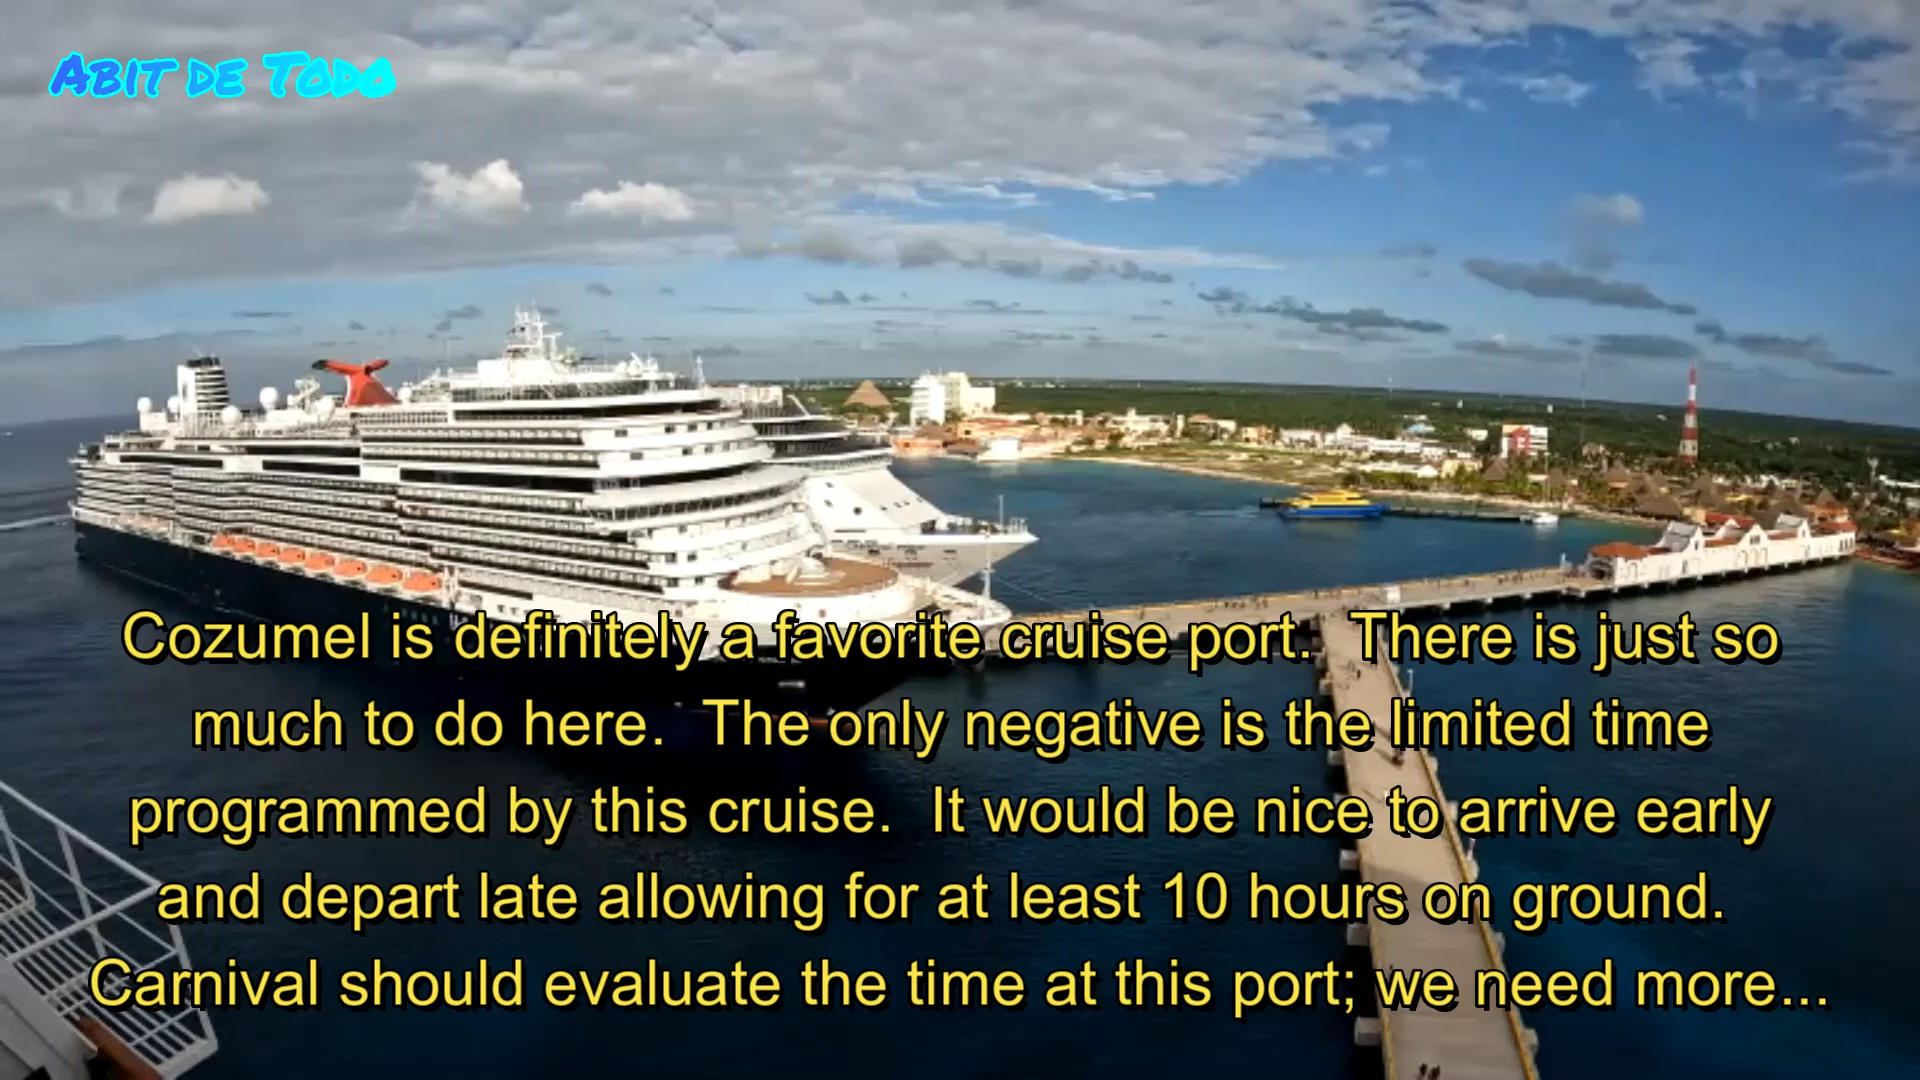 ABIT DE TODO
Cozumel is definitely a favorite cruise port.  There is just so
much to do here.  The only negative is the limited time
programmed by this cruise.  It would be nice to arrive early
and depart late allowing for at least 10 hours on ground.
Carnival should evaluate the time at this port; we need more...